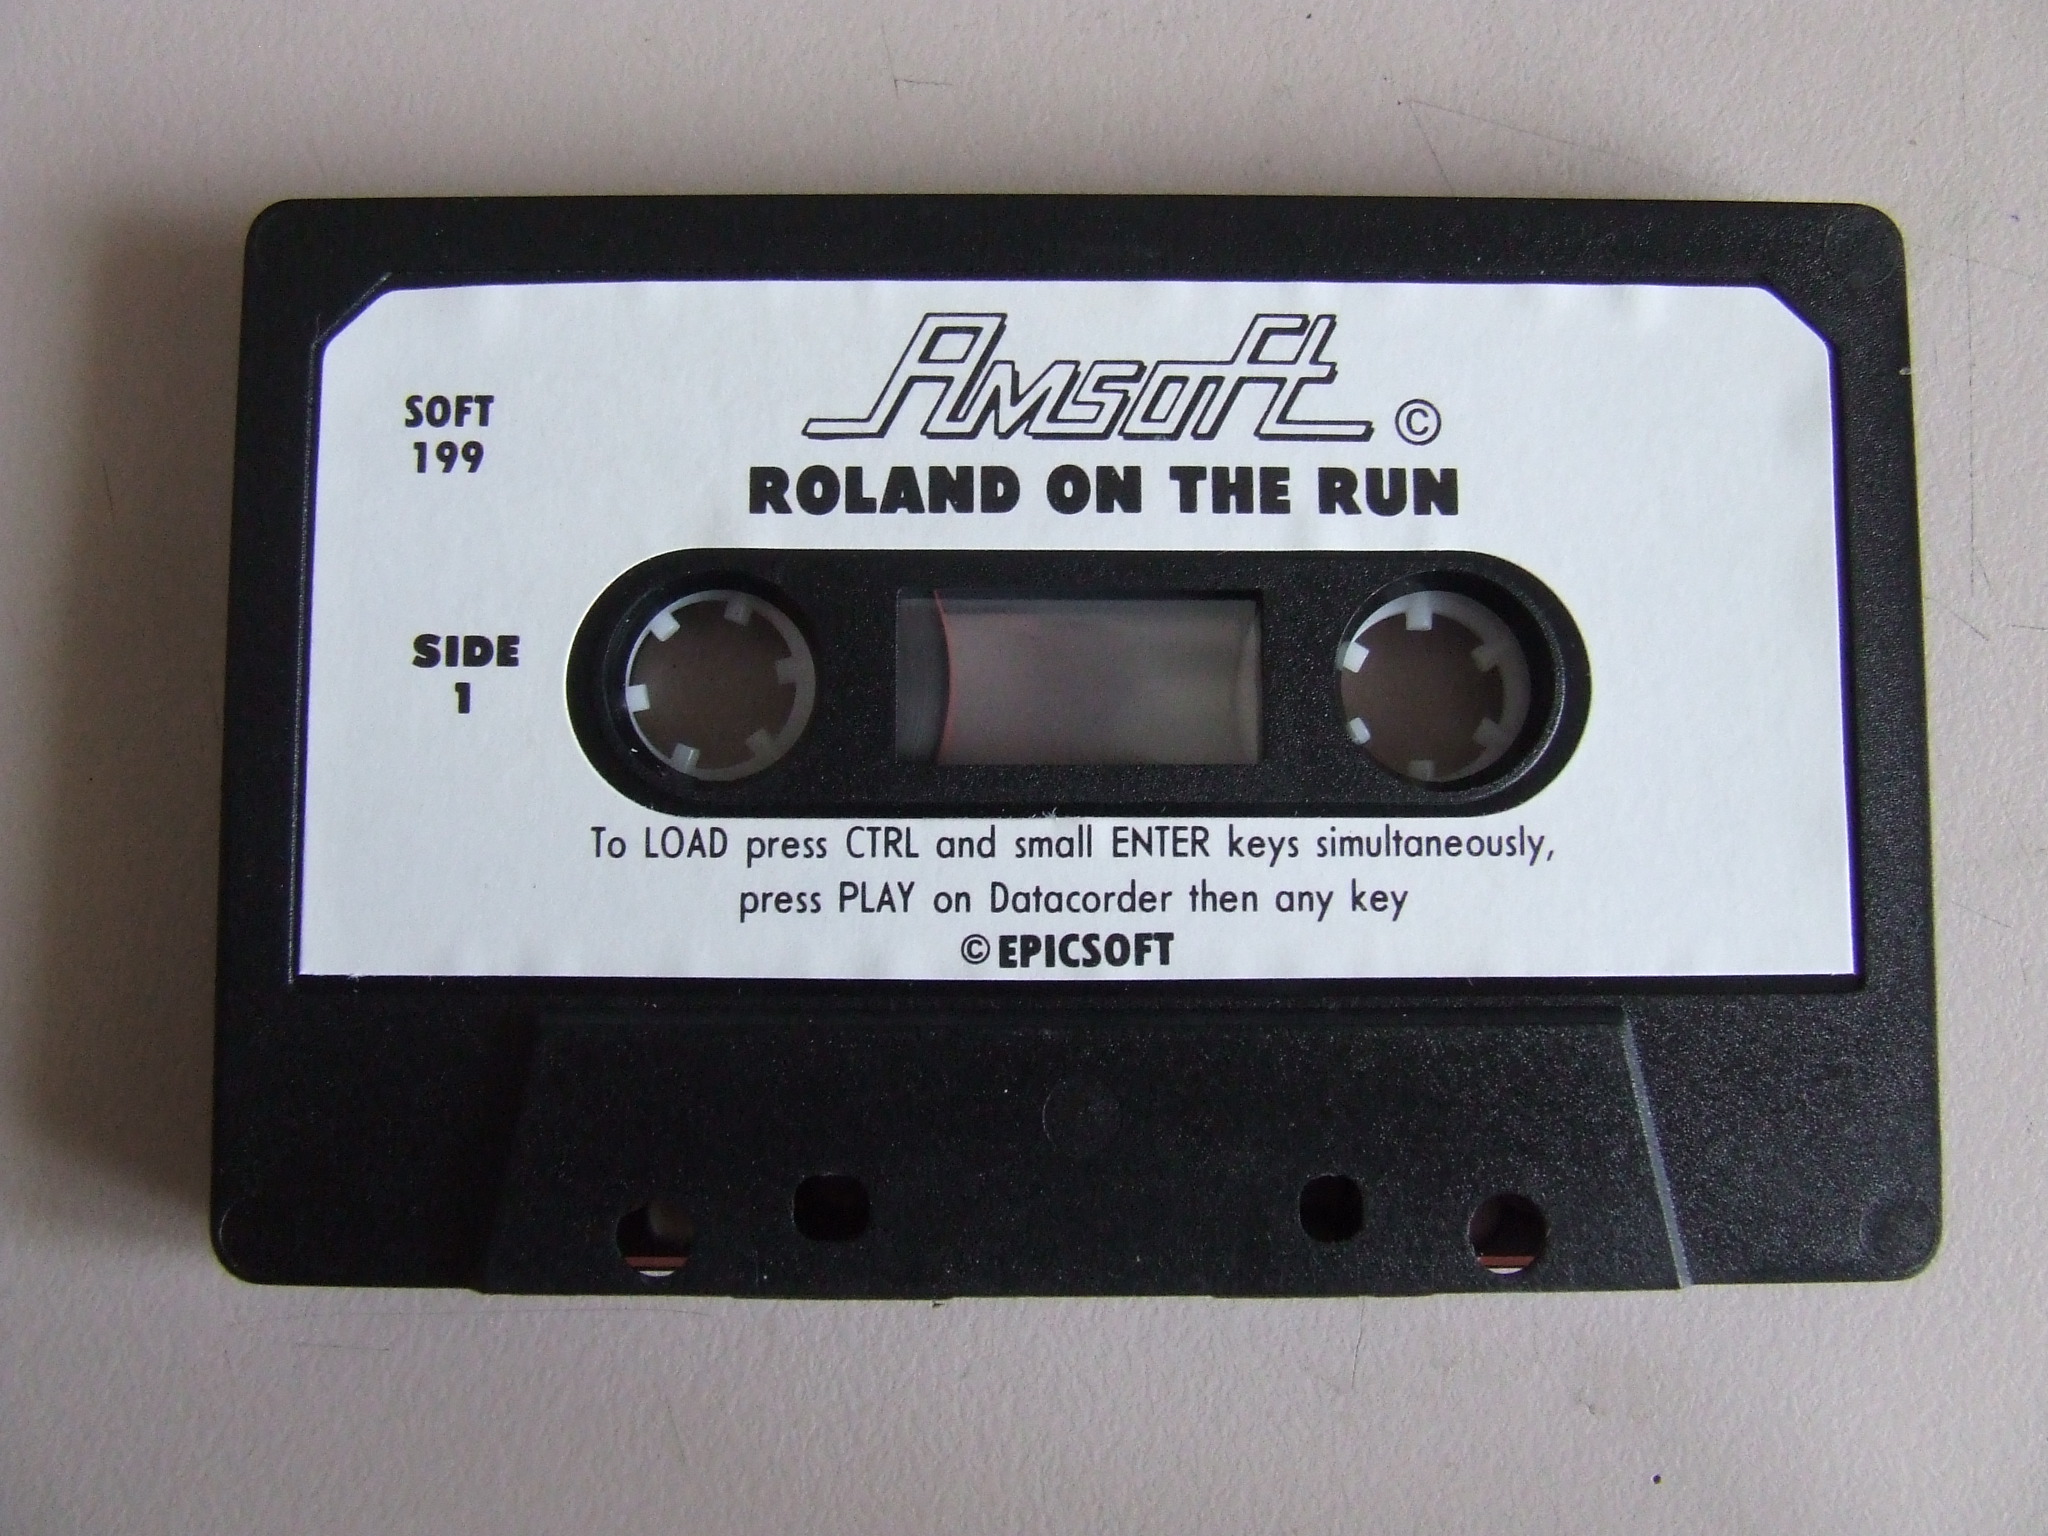 Amsoft ©
SOFT
199
ROLAND ON THE RUN
SIDE
1
To LOAD press CTRL and small ENTER keys simultaneously,
press PLAY on Datacorder then any key
© EPICSOFT